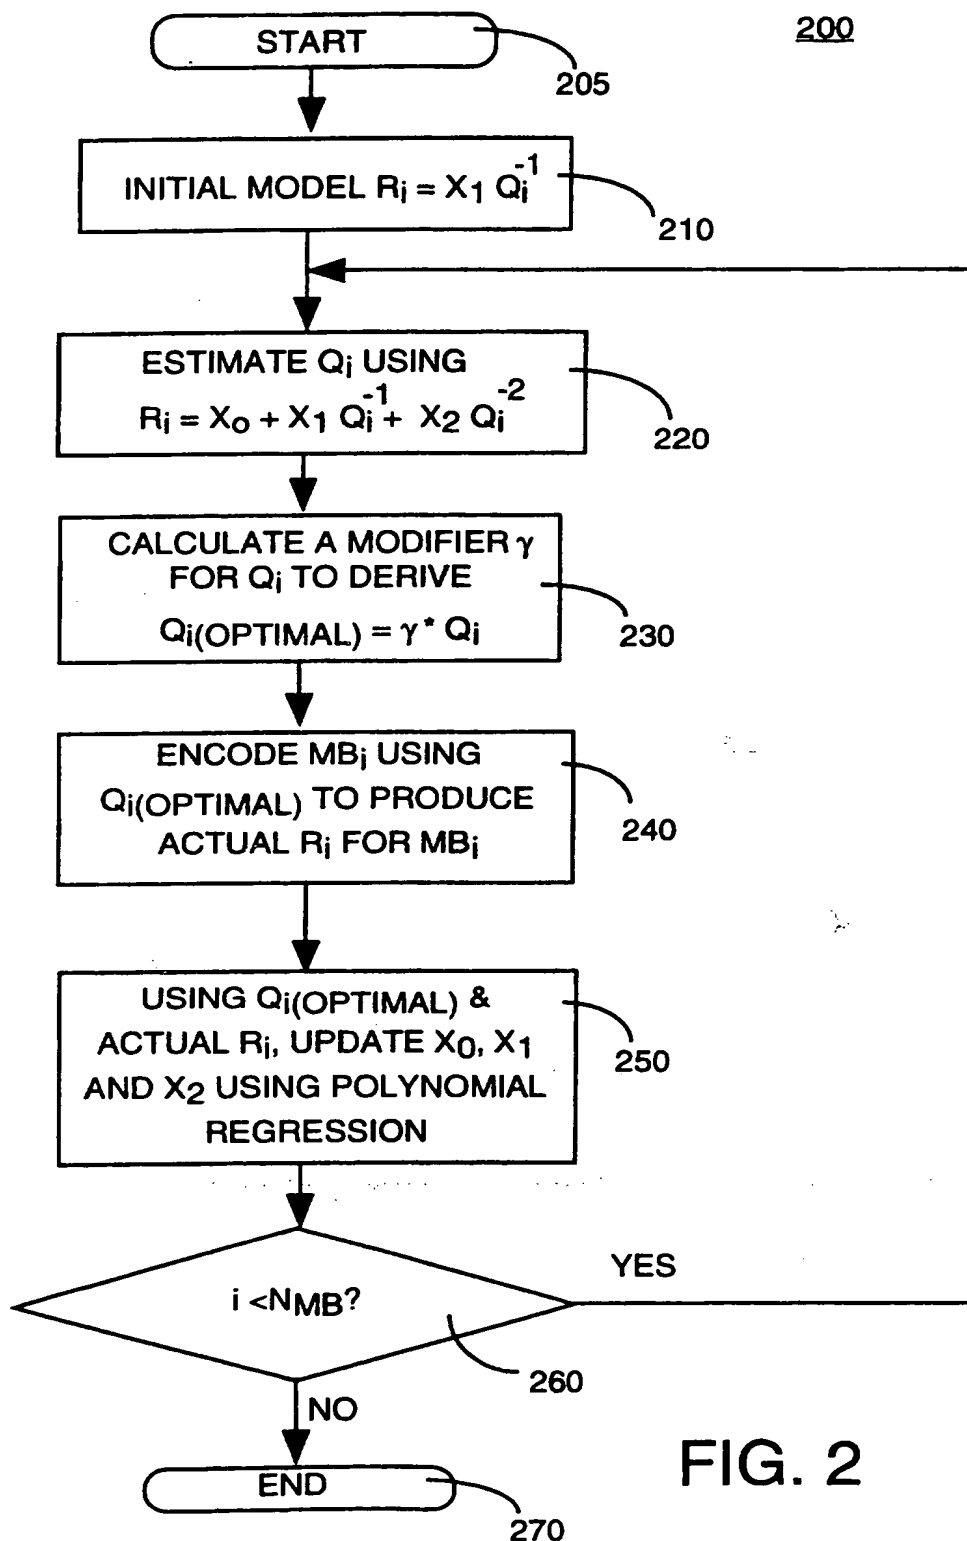 200
START
205
INITIAL MODEL Ri = X1 Qi-1
210
ESTIMATE Qi USING
Ri = X0 + X1 Qi-1 + X2 Qi-2
220
CALCULATE A MODIFIER γ
FOR Qi TO DERIVE
Qi(OPTIMAL) = γ * Qi
230
ENCODE MBi USING
Qi(OPTIMAL) TO PRODUCE
ACTUAL Ri FOR MBi
240
USING Qi(OPTIMAL) &
ACTUAL Ri, UPDATE X0, X1
AND X2 USING POLYNOMIAL
REGRESSION
250
YES
i <NMB?
260
NO
END
270
FIG. 2